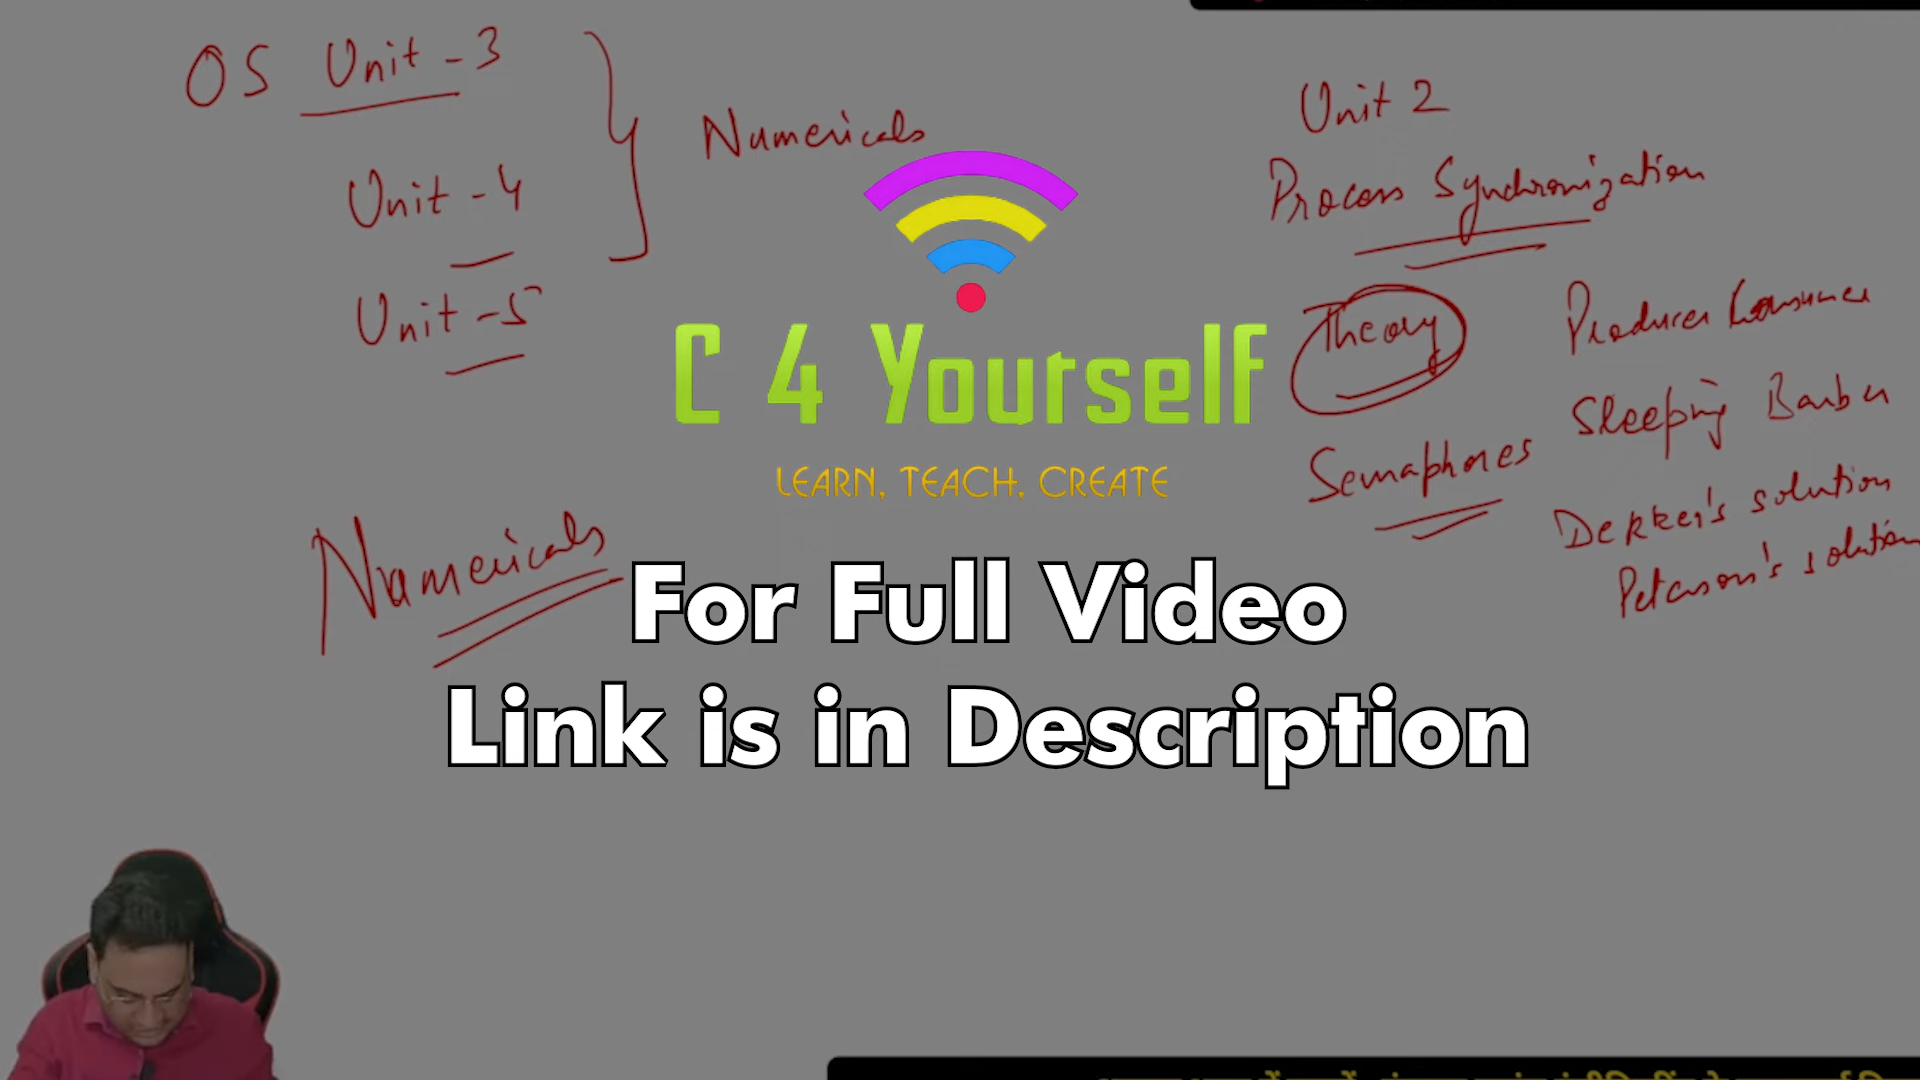 OS Unit - 3
Unit - 4
Unit - 5
Numericals
Numericals
Unit 2
Process Synchronization
Theory
Semaphores
Producer Consumer
Sleeping Barber
Dekker's solution
Peterson's solution
C 4 Yourself
LEARN, TEACH, CREATE
For Full Video
Link is in Description